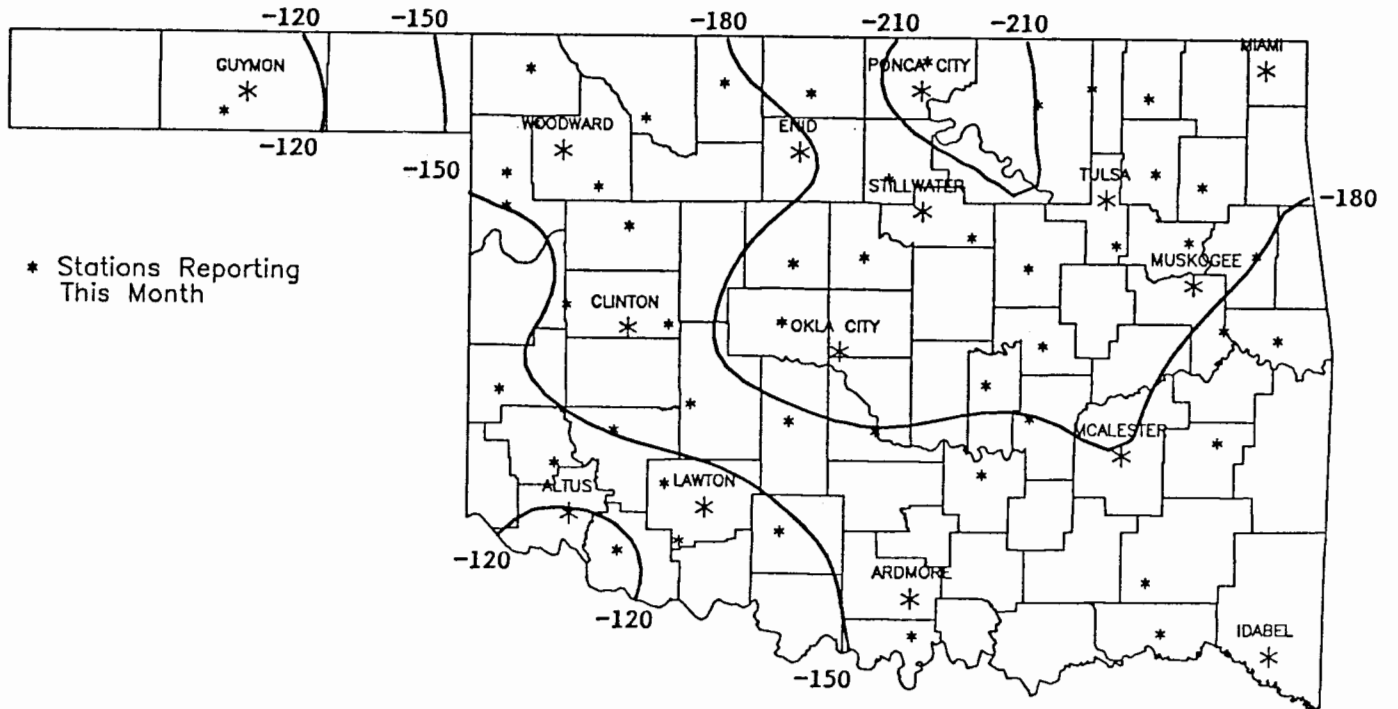 -120 -150 -180 -210 -210
MIAMI
GUYMON PONCA CITY
WOODWARD ENID
-120
-150 TULSA
STILLWATER -180
* Stations Reporting
This Month
MUSKOGEE
CLINTON
OKLA CITY
MCALESTER
LAWTON
ALTUS
-120
ARDMORE
-120
IDABEL
-150